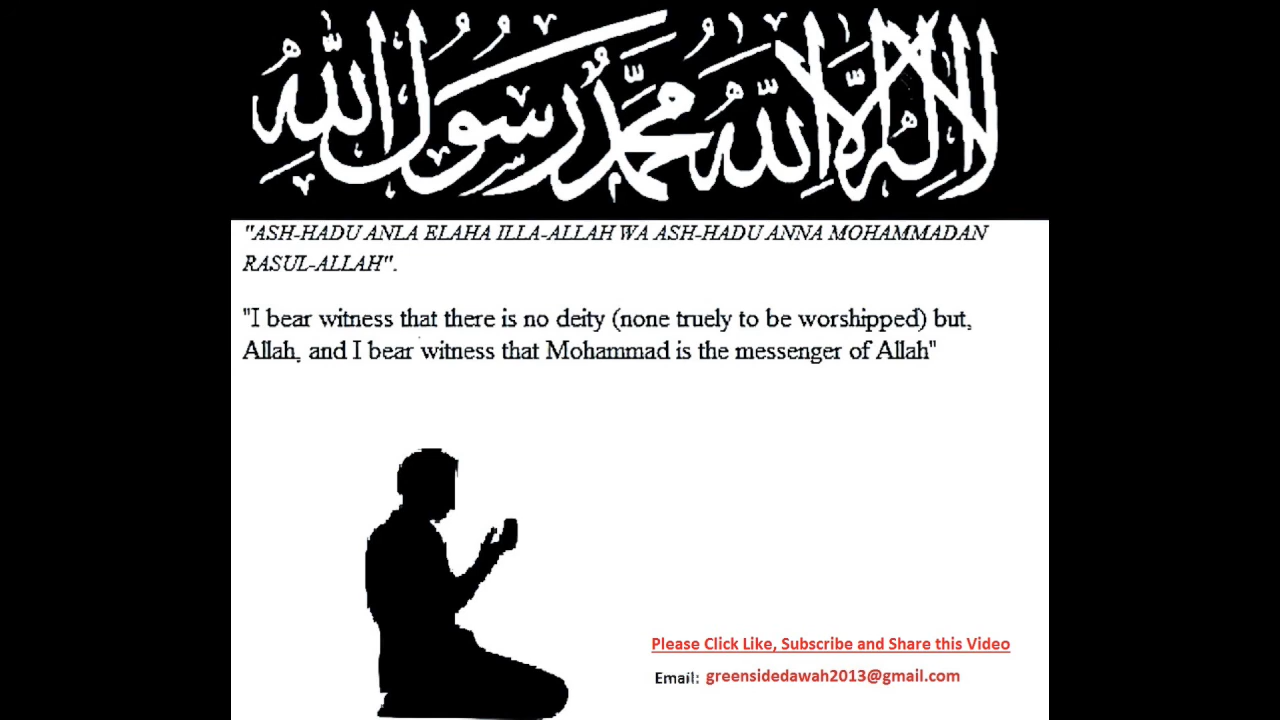 لا إله إلا الله محمد رسول الله
"ASH-HADU ANLA ELAHA ILLA-ALLAH WA ASH-HADU ANNA MOHAMMADAN
RASUL-ALLAH".
"I bear witness that there is no deity (none truely to be worshipped) but,
Allah, and I bear witness that Mohammad is the messenger of Allah"
Please Click Like, Subscribe and Share this Video
Email: greensidedawah2013@gmail.com